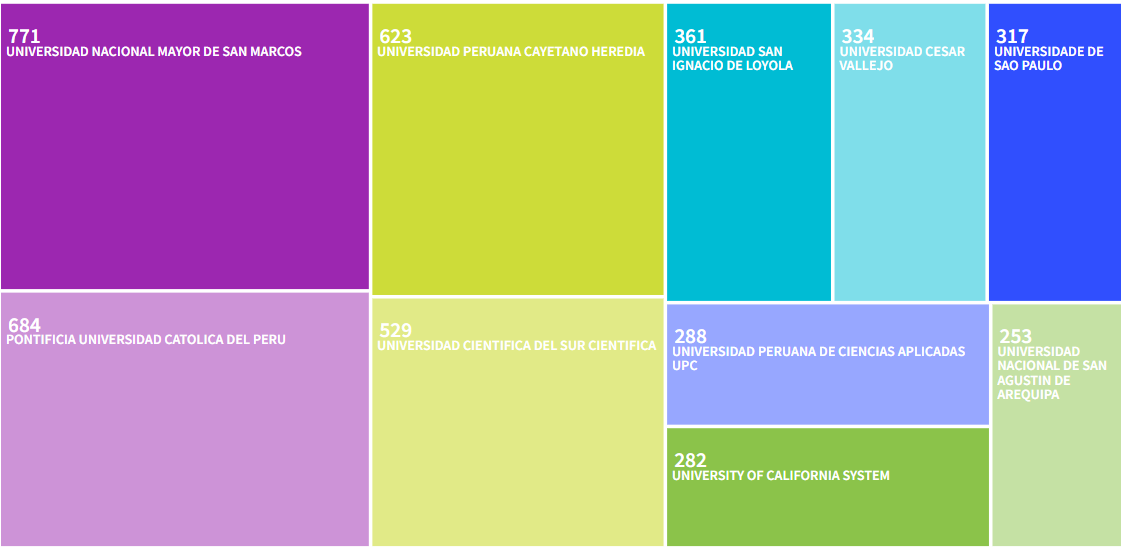 771
UNIVERSIDAD NACIONAL MAYOR DE SAN MARCOS
684
PONTIFICIA UNIVERSIDAD CATOLICA DEL PERU
623
UNIVERSIDAD PERUANA CAYETANO HEREDIA
529
UNIVERSIDAD CIENTIFICA DEL SUR CIENTIFICA
361
UNIVERSIDAD SAN
IGNACIO DE LOYOLA
334
UNIVERSIDAD CESAR
VALLEJO
317
UNIVERSIDADE DE
SAO PAULO
288
UNIVERSIDAD PERUANA DE CIENCIAS APLICADAS
UPC
282
UNIVERSITY OF CALIFORNIA SYSTEM
253
UNIVERSIDAD
NACIONAL DE SAN
AGUSTIN DE
AREQUIPA